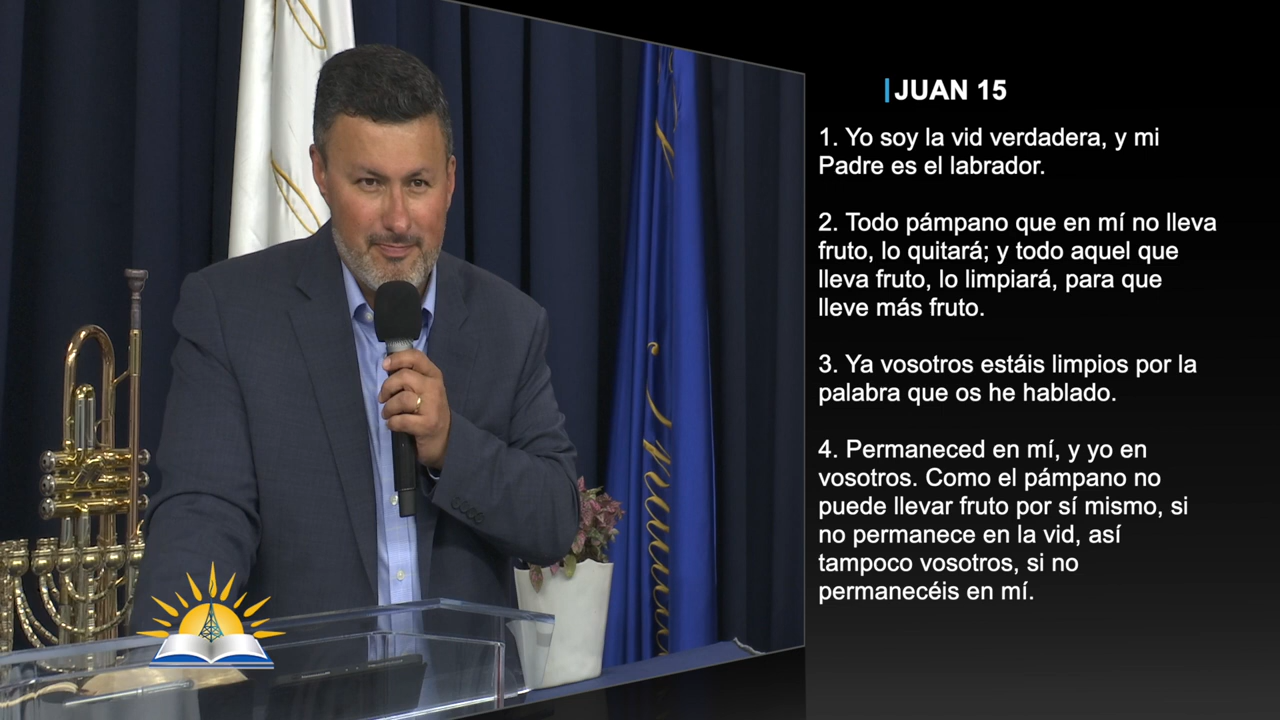 JUAN 15
1. Yo soy la vid verdadera, y mi
Padre es el labrador.
2. Todo pámpano que en mí no lleva
fruto, lo quitará; y todo aquel que
lleva fruto, lo limpiará, para que
lleve más fruto.
3. Ya vosotros estáis limpios por la
palabra que os he hablado.
4. Permaneced en mí, y yo en
vosotros. Como el pámpano no
puede llevar fruto por sí mismo, si
no permanece en la vid, así
tampoco vosotros, si no
permanecéis en mí.